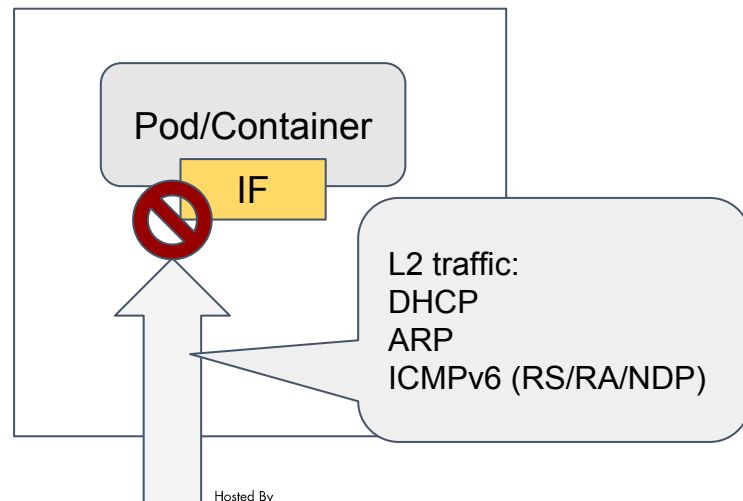 Pod/Container
IF
L2 traffic:
DHCP
ARP
ICMPv6 (RS/RA/NDP)
Hosted By